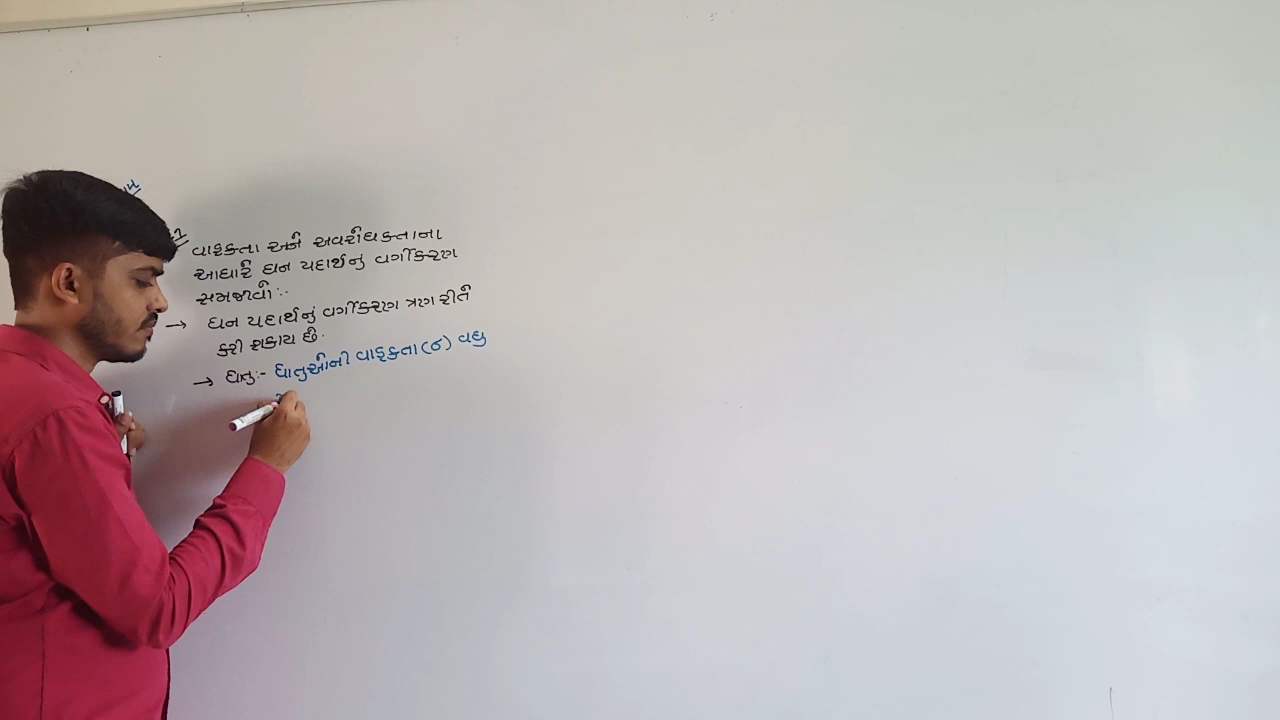 વાહકતા અને અવરોધકતાના
આધારે ઘન પદાર્થનું વર્ગીકરણ
સમજાવો:-
→ ઘન પદાર્થનું વર્ગીકરણ ત્રણ રીતે
કરી શકાય છે.
→ ધાતુ:- ધાતુઓની વાહકતા (σ) વધુ